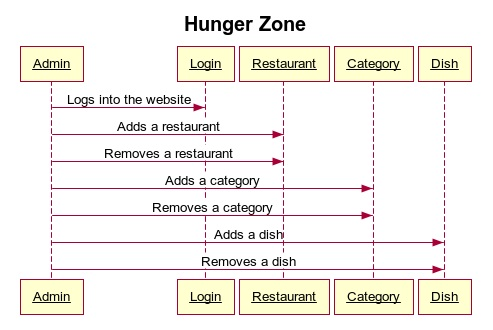 Hunger Zone
Admin Login Restaurant Category Dish
Logs into the website
Adds a restaurant
Removes a restaurant
Adds a category
Removes a category
Adds a dish
Removes a dish
Admin Login Restaurant Category Dish